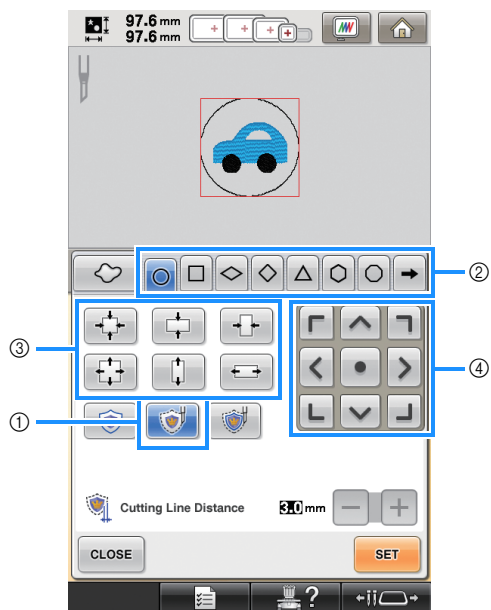 97.6 mm
97.6 mm
②
③
④
①
Cutting Line Distance 3.0 mm
CLOSE SET
?